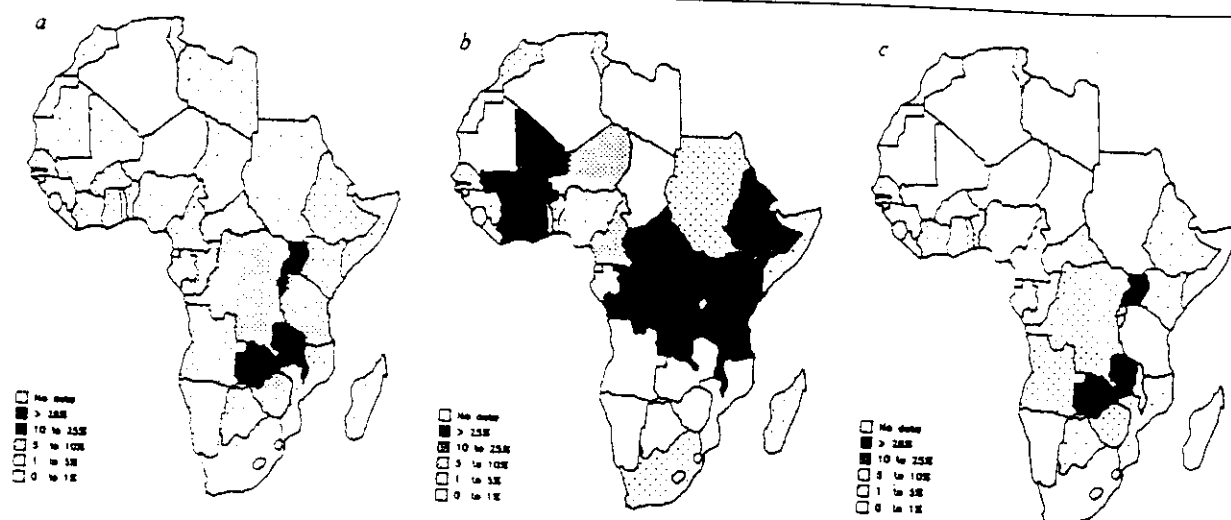 a
No data
> 25%
10 to 25%
5 to 10%
1 to 5%
0 to 1%
b
No data
> 25%
10 to 25%
5 to 10%
1 to 5%
0 to 1%
c
No data
> 25%
10 to 25%
5 to 10%
1 to 5%
0 to 1%